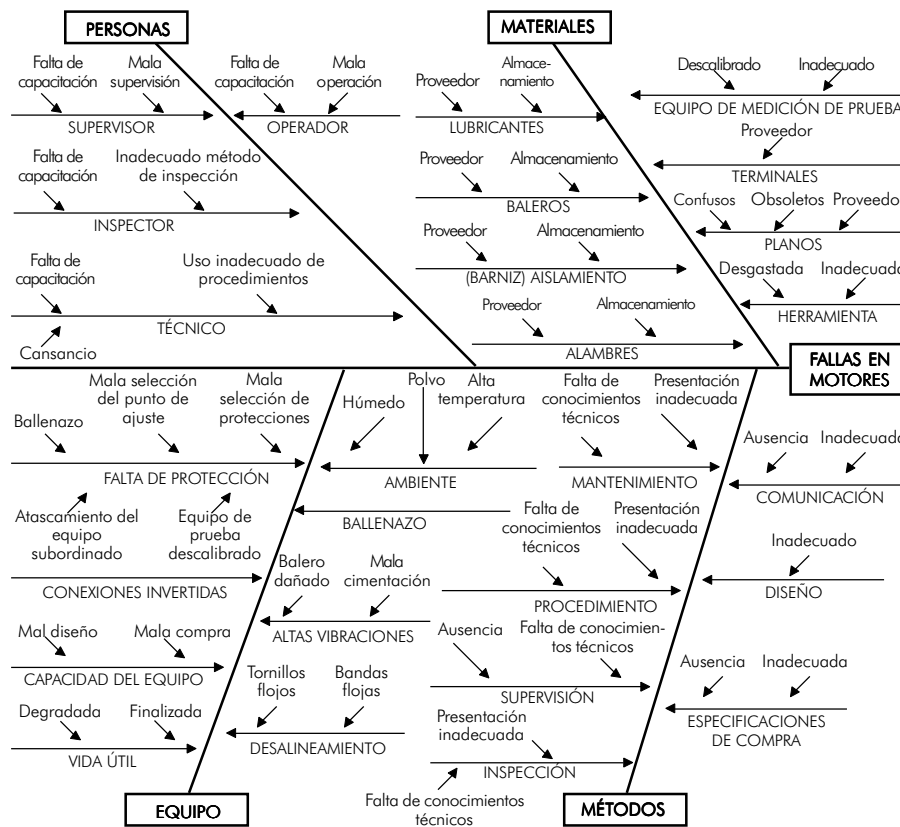 PERSONAS
MATERIALES
Falta de
capacitación
Mala
supervisión
SUPERVISOR
Falta de
capacitación
Mala
operación
OPERADOR
Falta de
capacitación
Inadecuado método
de inspección
INSPECTOR
Falta de
capacitación
Uso inadecuado de
procedimientos
TÉCNICO
Cansancio
Proveedor
Almace-
namiento
LUBRICANTES
Proveedor
Almacenamiento
BALEROS
Proveedor
Almacenamiento
(BARNIZ) AISLAMIENTO
Proveedor
Almacenamiento
ALAMBRES
Descalibrado
Inadecuado
EQUIPO DE MEDICIÓN DE PRUEBA
Proveedor
TERMINALES
Confusos
Obsoletos
Proveedo
PLANOS
Desgastada
Inadecuada
HERRAMIENTA
FALLAS EN
MOTORES
Ballenazo
Mala selección
del punto de
ajuste
Mala
selección de
protecciones
FALTA DE PROTECCIÓN
Atascamiento del
equipo
subordinado
Equipo de
prueba
descalibrado
CONEXIONES INVERTIDAS
Mal diseño
Mala compra
CAPACIDAD DEL EQUIPO
Degradada
Finalizada
VIDA ÚTIL
Húmedo
Polvo
Alta
temperatura
AMBIENTE
BALLENAZO
Balero
dañado
Mala
cimentación
ALTAS VIBRACIONES
Tornillos
flojos
Bandas
flojas
DESALINEAMIENTO
EQUIPO
Falta de
conocimientos
técnicos
Presentación
inadecuada
MANTENIMIENTO
Falta de
conocimientos
técnicos
Presentación
inadecuada
PROCEDIMIENTO
Ausencia
Falta de conocimien-
tos técnicos
SUPERVISIÓN
Presentación
inadecuada
INSPECCIÓN
Falta de conocimientos
técnicos
Ausencia
Inadecuada
COMUNICACIÓN
Inadecuado
DISEÑO
Ausencia
Inadecuada
ESPECIFICACIONES
DE COMPRA
MÉTODOS